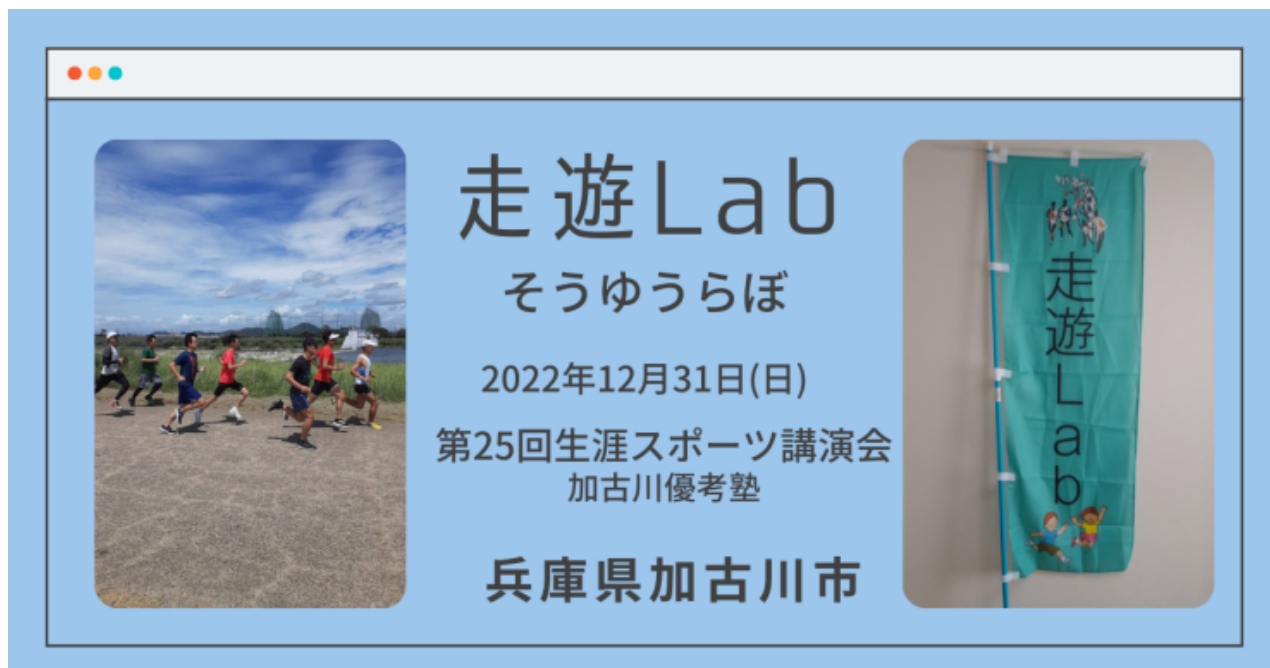 走遊Lab
そうゆうらぼ
2022年12月31日(日)
第25回生涯スポーツ講演会
加古川優考塾
兵庫県加古川市
走遊Lab